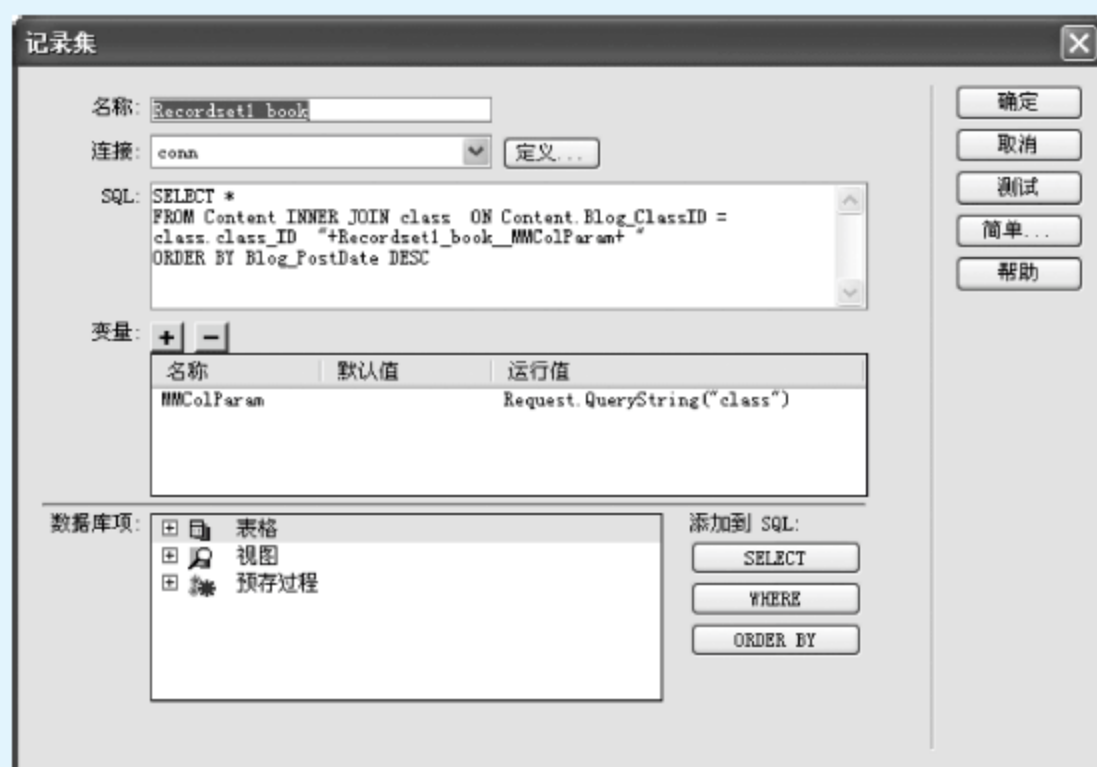 记录集
名称: Recordset1_book
连接: conn 定义...
SQL: SELECT *
FROM Content INNER JOIN class ON Content.Blog_ClassID =
class.class_ID "+Recordset1_book__MMColParam+ "
ORDER BY Blog_PostDate DESC
变量: + −
名称 默认值 运行值
MMColParam Request.QueryString("class")
数据库项: 表格
视图
预存过程
添加到 SQL:
SELECT
WHERE
ORDER BY
确定
取消
测试
简单...
帮助